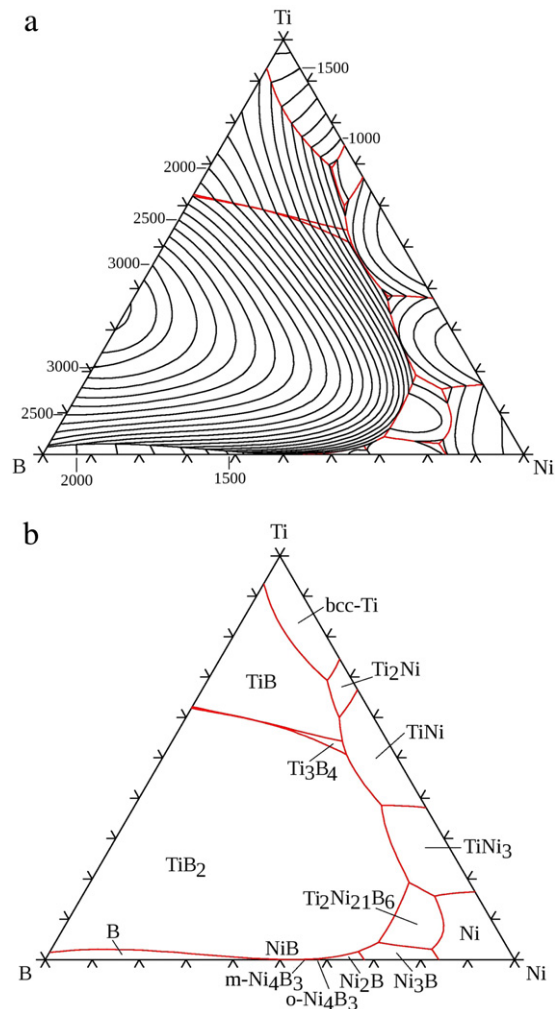 a
Ti
1500
1000
2000
2500
3000
3000
2500
B
Ni
2000
1500
b
Ti
bcc-Ti
Ti2Ni
TiB
TiNi
Ti3B4
TiNi3
TiB2
Ti2Ni21B6
B
NiB
Ni
B
Ni
m-Ni4B3
Ni2B
Ni3B
o-Ni4B3